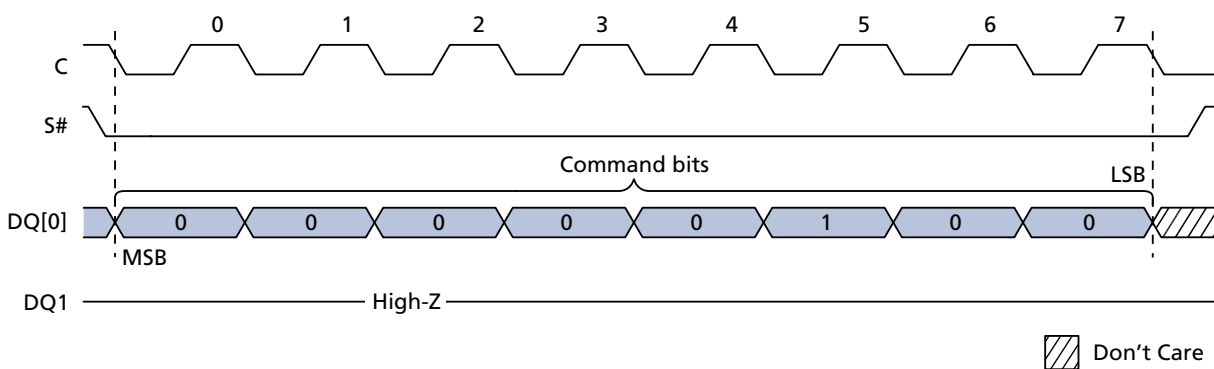 0 1 2 3 4 5 6 7
C
S#
Command bits
LSB
DQ[0] 0 0 0 0 0 1 0 0
MSB
DQ1 High-Z
Don't Care